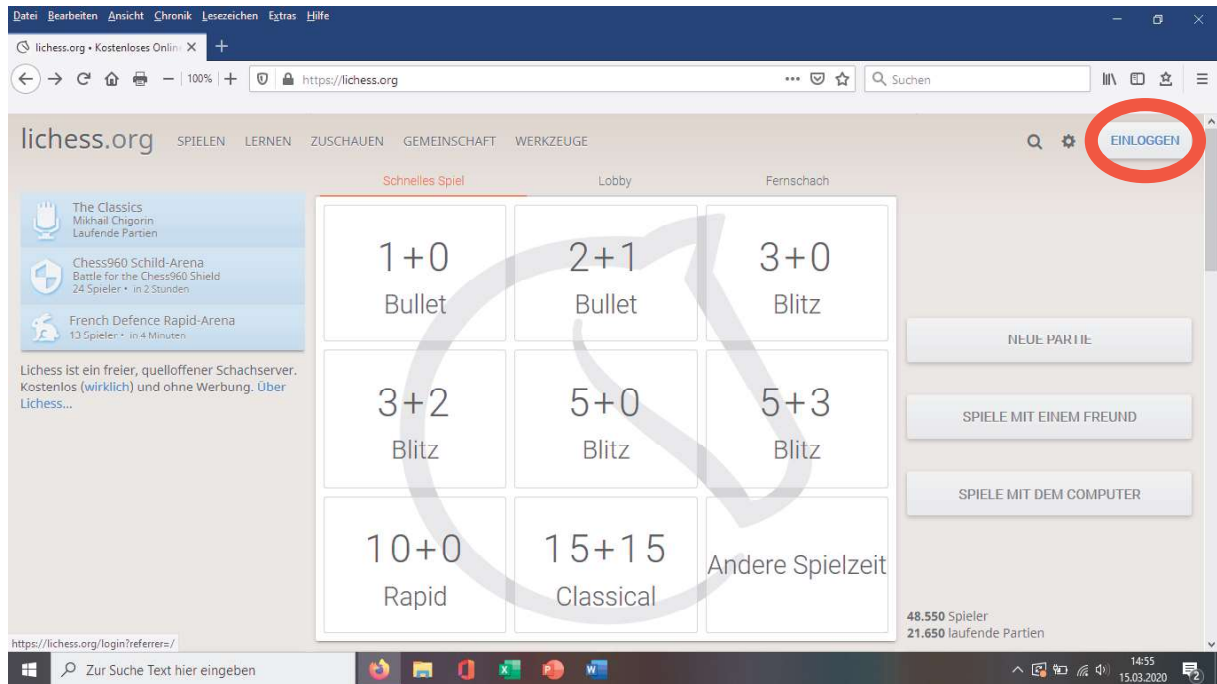 Datei Bearbeiten Ansicht Chronik Lesezeichen Extras Hilfe
lichess.org • Kostenloses Onlin
100%
https://lichess.org
Suchen
lichess.org SPIELEN LERNEN ZUSCHAUEN GEMEINSCHAFT WERKZEUGE
EINLOGGEN
Schnelles Spiel Lobby Fernschach
The Classics
Mikhail Chigorin
Laufende Partien
Chess960 Schild-Arena
Battle for the Chess960 Shield
24 Spieler • in 2 Stunden
French Defence Rapid-Arena
13 Spieler • in 4 Minuten
Lichess ist ein freier, quelloffener Schachserver.
Kostenlos (wirklich) und ohne Werbung. Über
Lichess...
1+0 2+1 3+0
Bullet Bullet Blitz
3+2 5+0 5+3
Blitz Blitz Blitz
10+0 15+15 Andere Spielzeit
Rapid Classical
NEUE PARTIE
SPIELE MIT EINEM FREUND
SPIELE MIT DEM COMPUTER
48.550 Spieler
21.650 laufende Partien
https://lichess.org/login?referrer=/
Zur Suche Text hier eingeben
14:55
15.03.2020
2